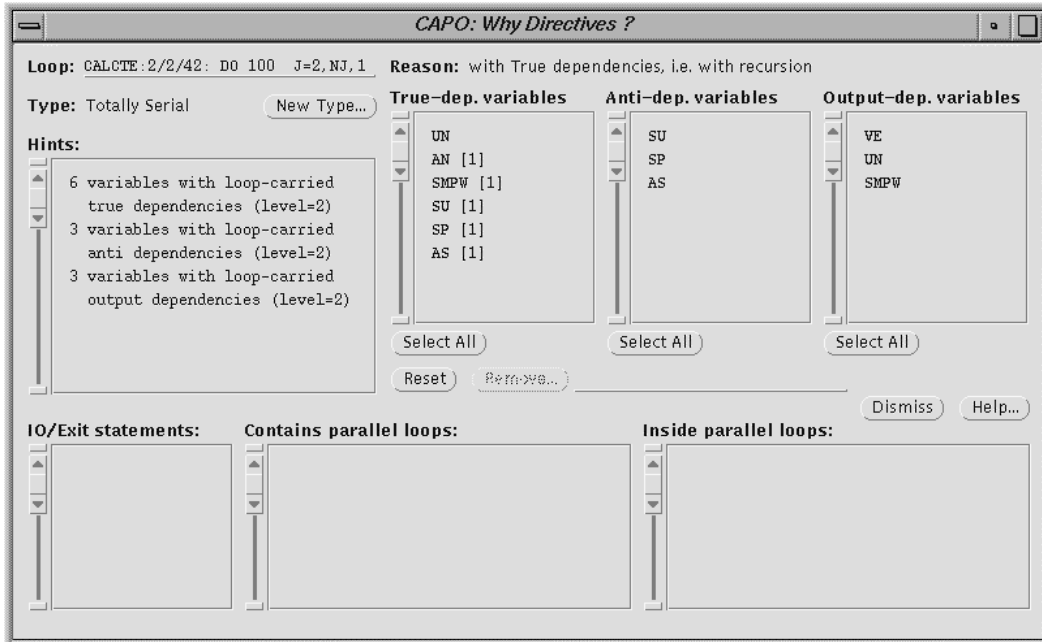 CAPO: Why Directives ?
Loop: CALCTE:2/2/42: DO 100 J=2,NJ,1
Reason: with True dependencies, i.e. with recursion
Type: Totally Serial
New Type...
Hints:
6 variables with loop-carried
true dependencies (level=2)
3 variables with loop-carried
anti dependencies (level=2)
3 variables with loop-carried
output dependencies (level=2)
True-dep. variables
UN
AN [1]
SMPW [1]
SU [1]
SP [1]
AS [1]
Select All
Anti-dep. variables
SU
SP
AS
Select All
Output-dep. variables
VE
UN
SMPW
Select All
Reset
Remove...
Dismiss
Help...
IO/Exit statements:
Contains parallel loops:
Inside parallel loops: